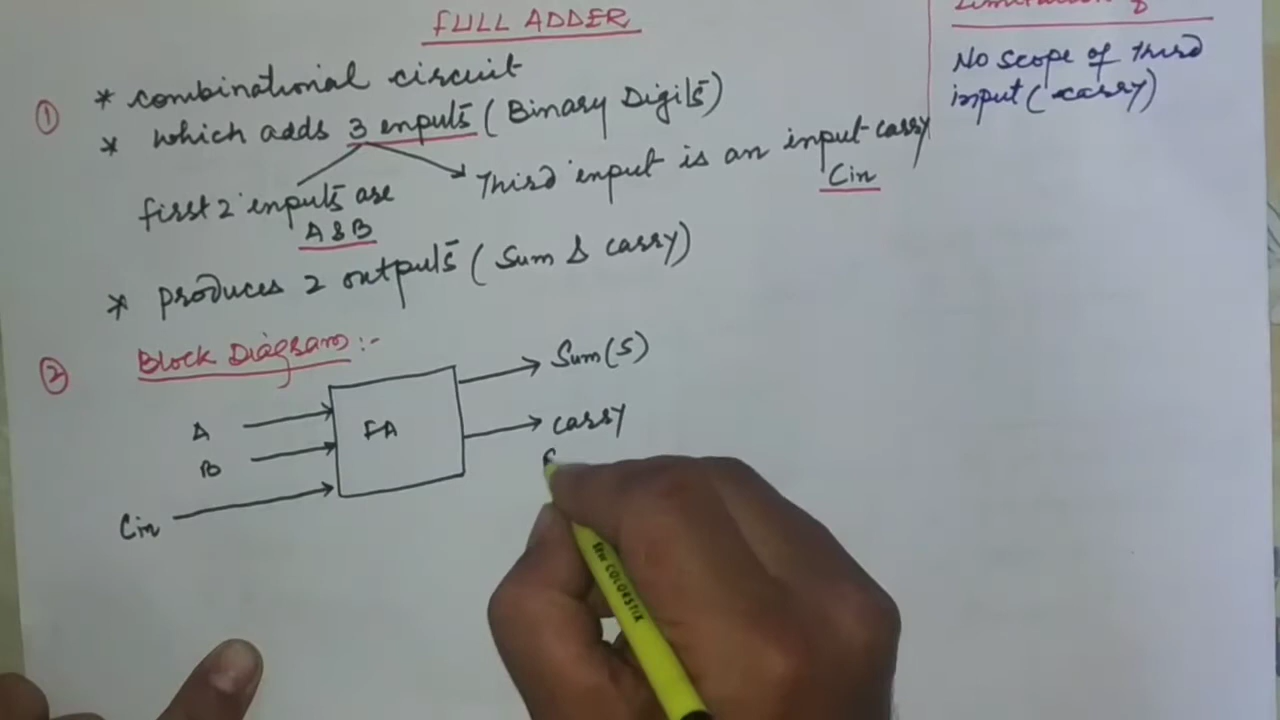 FULL ADDER
① * combinational circuit
* which adds 3 inputs (Binary Digits)
first 2 inputs are
A & B
Third input is an input carry
Cin
* produces 2 outputs (Sum & carry)
② Block Diagram :-
A
B
Cin
FA
Sum(S)
carry
No scope of third
input (carry)
STIC COLORSTIX